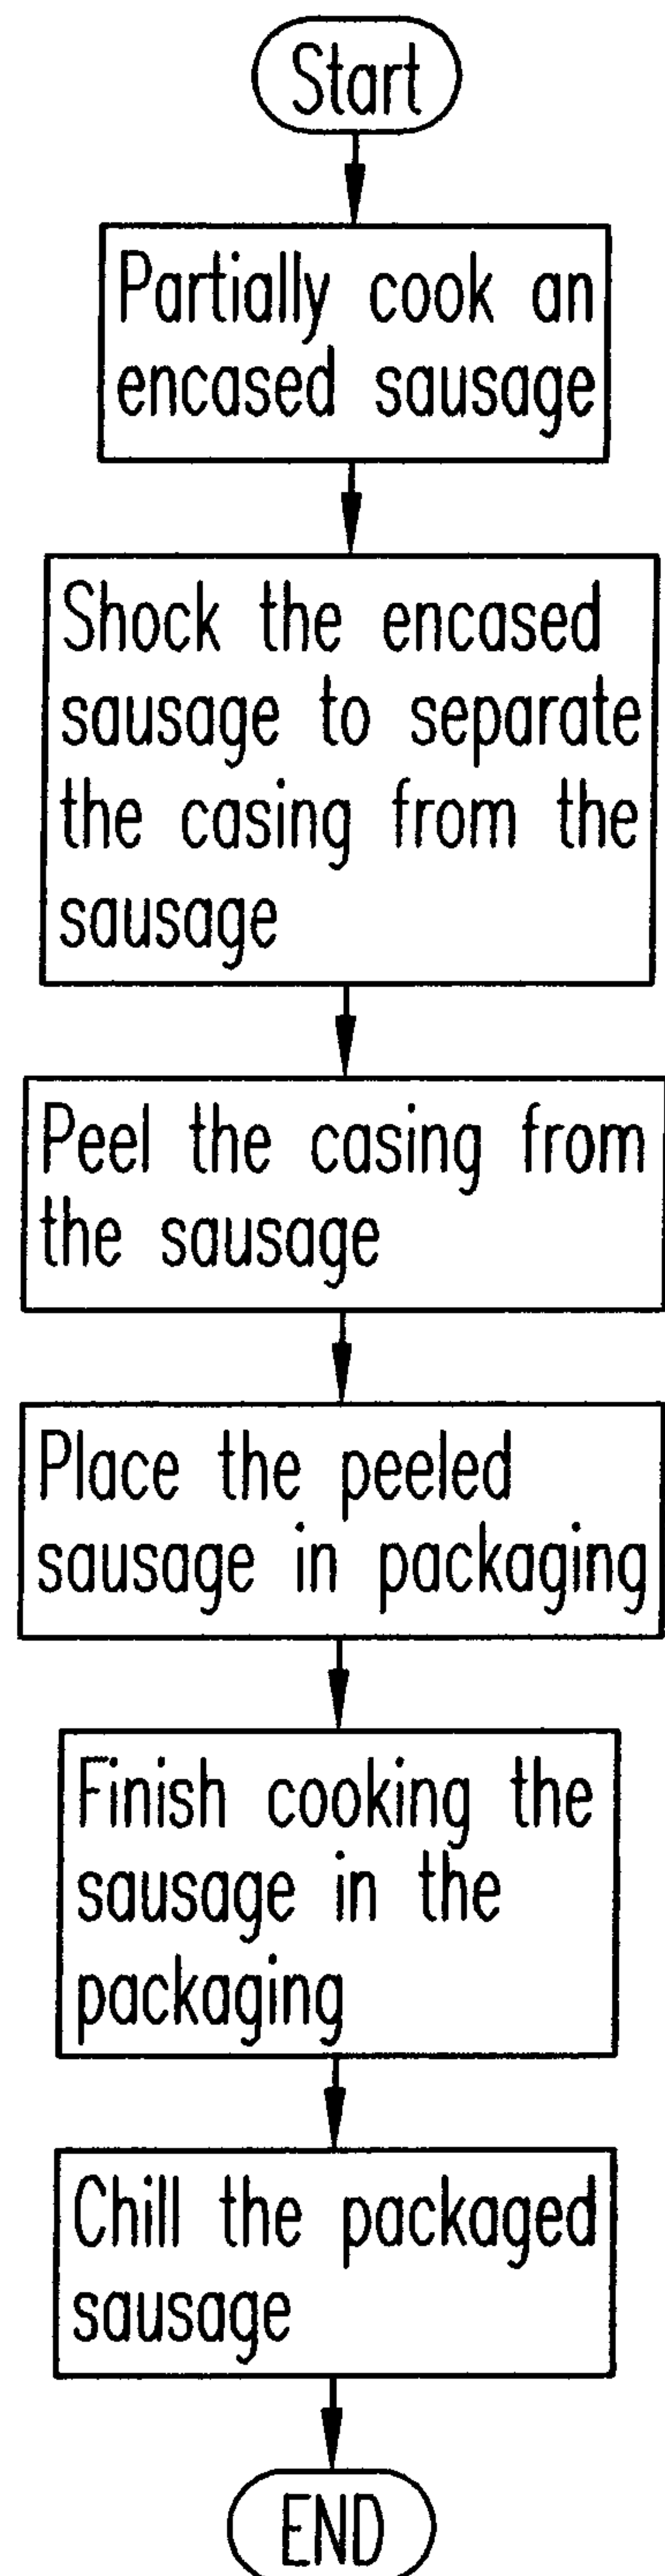 Start
Partially cook an
encased sausage
Shock the encased
sausage to separate
the casing from the
sausage
Peel the casing from
the sausage
Place the peeled
sausage in packaging
Finish cooking the
sausage in the
packaging
Chill the packaged
sausage
END